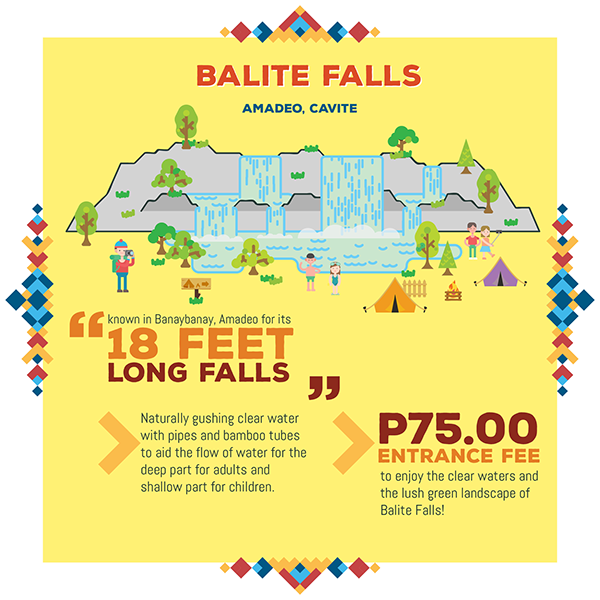 BALITE FALLS
AMADEO, CAVITE
“ known in Banaybanay, Amadeo for its
18 FEET
LONG FALLS ”
Naturally gushing clear water
with pipes and bamboo tubes
to aid the flow of water for the
deep part for adults and
shallow part for children.
P75.00
ENTRANCE FEE
to enjoy the clear waters and
the lush green landscape of
Balite Falls!